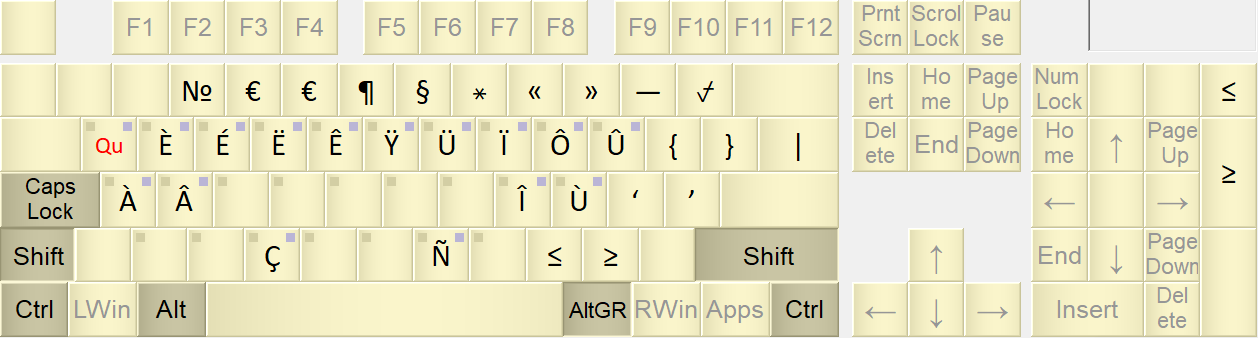 F1 F2 F3 F4 F5 F6 F7 F8 F9 F10 F11 F12 Prnt Scrn Scrol Lock Pau se
№ € € ¶ § ⁎ « » — √ Ins ert Ho me Page Up Num Lock ≤
Qu È É Ë Ê Ÿ Ü Ï Ô Û { } | Del ete End Page Down Ho me ↑ Page Up ≥
Caps Lock À Â Î Ù ‘ ’ ← →
Shift Ç Ñ ≤ ≥ Shift ↑ End ↓ Page Down
Ctrl LWin Alt AltGR RWin Apps Ctrl ← ↓ → Insert Del ete